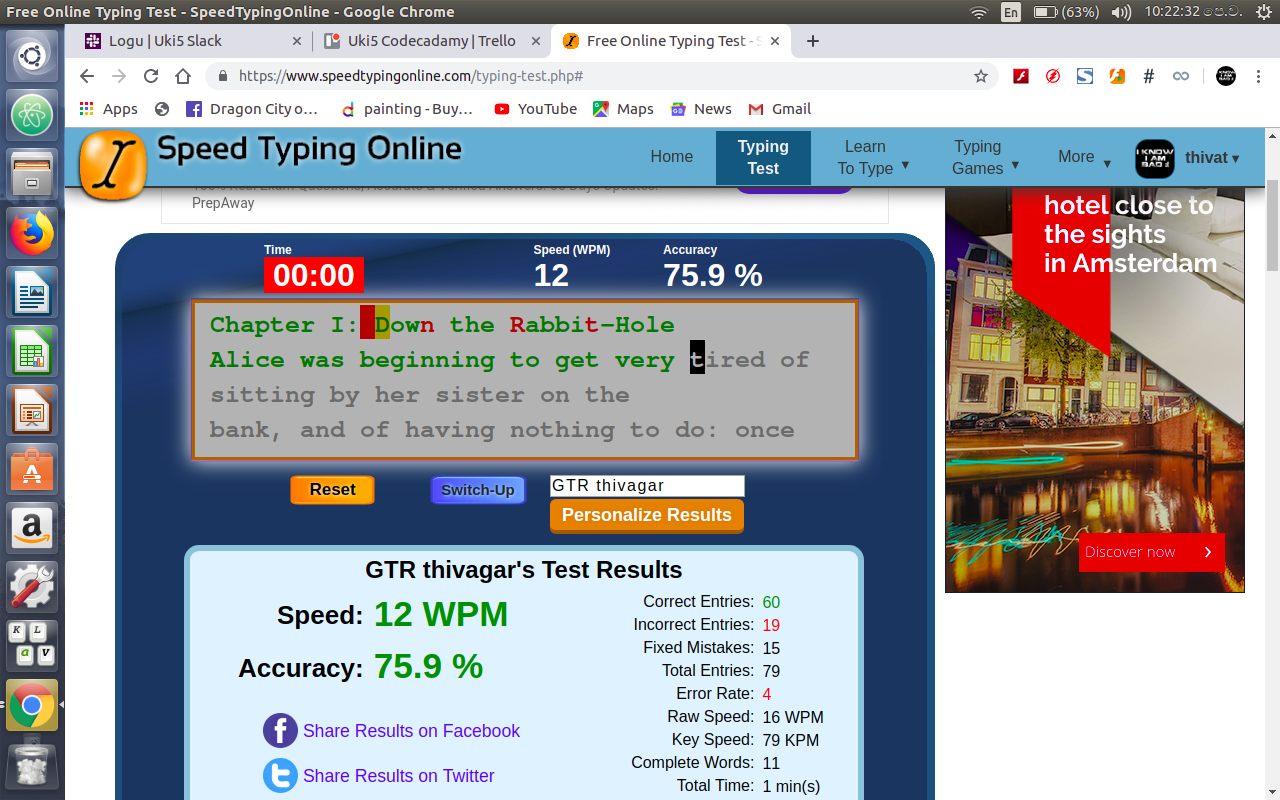 Free Online Typing Test - SpeedTypingOnline - Google Chrome
En
(63%)
10:22:32 පෙ.ව.
Logu | Uki5 Slack
Uki5 Codecadamy | Trello
Free Online Typing Test - S
https://www.speedtypingonline.com/typing-test.php#
Apps
Dragon City o…
painting - Buy…
YouTube
Maps
News
Gmail
Speed Typing Online
Home
Typing Test
Learn To Type ▼
Typing Games ▼
More ▼
I KNOW I AM BAD
thivat ▾
PrepAway
hotel close to
the sights
in Amsterdam
Discover now
Time
Speed (WPM)
Accuracy
00:00
12
75.9 %
Chapter I: Down the Rabbit-Hole
Alice was beginning to get very tired of
sitting by her sister on the
bank, and of having nothing to do: once
Reset
Switch-Up
GTR thivagar
Personalize Results
GTR thivagar's Test Results
Speed: 12 WPM
Accuracy: 75.9 %
Share Results on Facebook
Share Results on Twitter
Correct Entries: 60
Incorrect Entries: 19
Fixed Mistakes: 15
Total Entries: 79
Error Rate: 4
Raw Speed: 16 WPM
Key Speed: 79 KPM
Complete Words: 11
Total Time: 1 min(s)